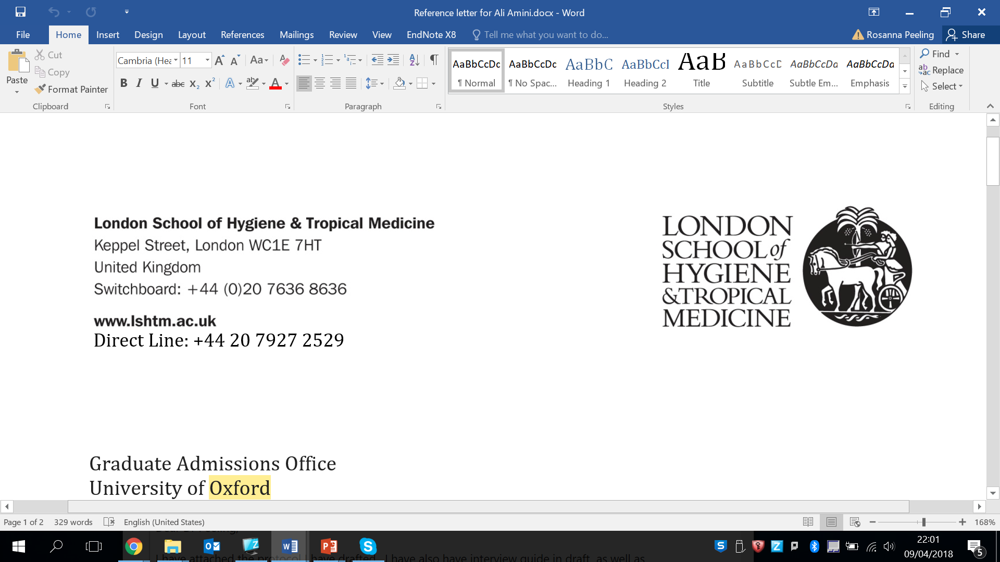 Reference letter for Ali Amini.docx - Word
File Home Insert Design Layout References Mailings Review View EndNote X8 Tell me what you want to do... Rosanna Peeling Share
Paste
Cut
Copy
Format Painter
Clipboard
Cambria (Hea 11
Font
Paragraph
AaBbCcDc AaBbCcDc AaBbC AaBbCcI AaB AaBbCcD AaBbCcDa AaBbCcDa
¶ Normal ¶ No Spac... Heading 1 Heading 2 Title Subtitle Subtle Em... Emphasis
Styles
Find
Replace
Select
Editing
London School of Hygiene & Tropical Medicine
Keppel Street, London WC1E 7HT
United Kingdom
Switchboard: +44 (0)20 7636 8636
www.lshtm.ac.uk
Direct Line: +44 20 7927 2529
LONDON
SCHOOL of
HYGIENE
&TROPICAL
MEDICINE
Graduate Admissions Office
University of Oxford
Page 1 of 2 329 words English (United States) 168%
I have attached the protocol I have drafted. I have also have interview guide in draft, as well as
22:01
09/04/2018
5